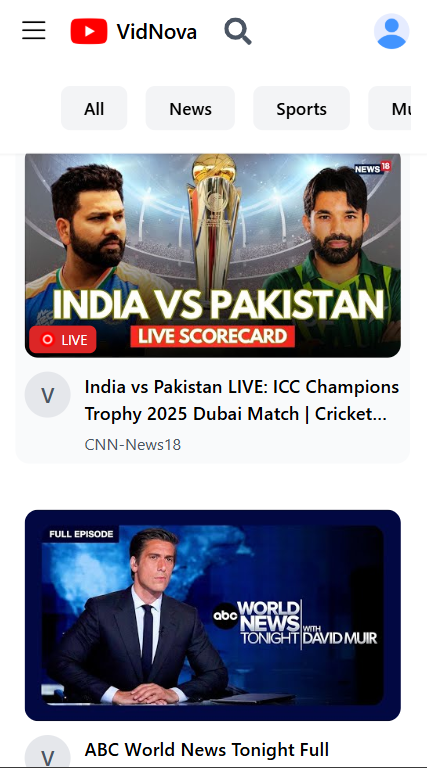 VidNova
All
News
Sports
Mu
NEWS18
INDIA VS PAKISTAN
LIVE SCORECARD
LIVE
V
India vs Pakistan LIVE: ICC Champions
Trophy 2025 Dubai Match | Cricket...
CNN-News18
FULL EPISODE
abc WORLD
NEWS
TONIGHT WITH DAVID MUIR
V
ABC World News Tonight Full